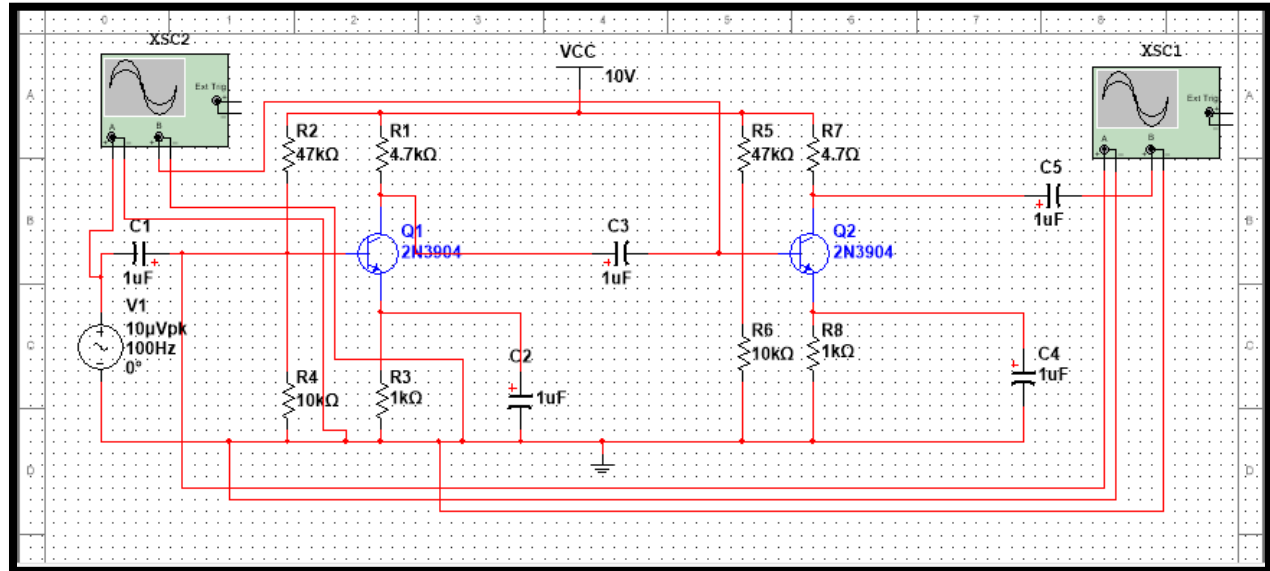 0 1 2 3 4 5 6 7 8
XSC2
Ext Trig
A B
VCC
10V
XSC1
Ext Trig
A B
A
A
R2
47kΩ
R1
4.7kΩ
R5
47kΩ
R7
4.7Ω
C5
1uF
B
B
C1
1uF
Q1
2N3904
C3
1uF
Q2
2N3904
V1
10µVpk
100Hz
0°
C
C
R6
10kΩ
R8
1kΩ
C2
1uF
C4
1uF
R4
10kΩ
R3
1kΩ
D
D